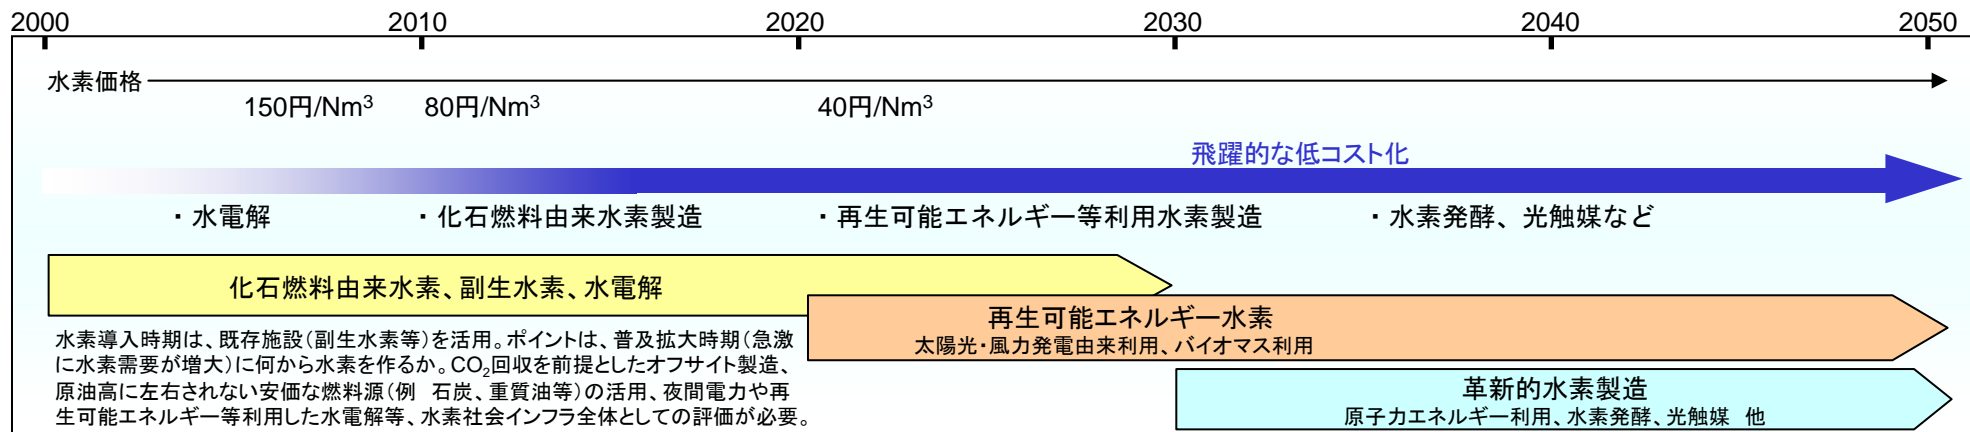 2000 2010 2020 2030 2040 2050
水素価格
150円/Nm³ 80円/Nm³ 40円/Nm³
飛躍的な低コスト化
・水電解 ・化石燃料由来水素製造 ・再生可能エネルギー等利用水素製造 ・水素発酵、光触媒など
化石燃料由来水素、副生水素、水電解
水素導入時期は、既存施設(副生水素等)を活用。ポイントは、普及拡大時期(急激
に水素需要が増大)に何から水素を作るか。CO₂回収を前提としたオフサイト製造、
原油高に左右されない安価な燃料源(例 石炭、重質油等)の活用、夜間電力や再
生可能エネルギー等利用した水電解等、水素社会インフラ全体としての評価が必要。
再生可能エネルギー水素
太陽光・風力発電由来利用、バイオマス利用
革新的水素製造
原子力エネルギー利用、水素発酵、光触媒 他